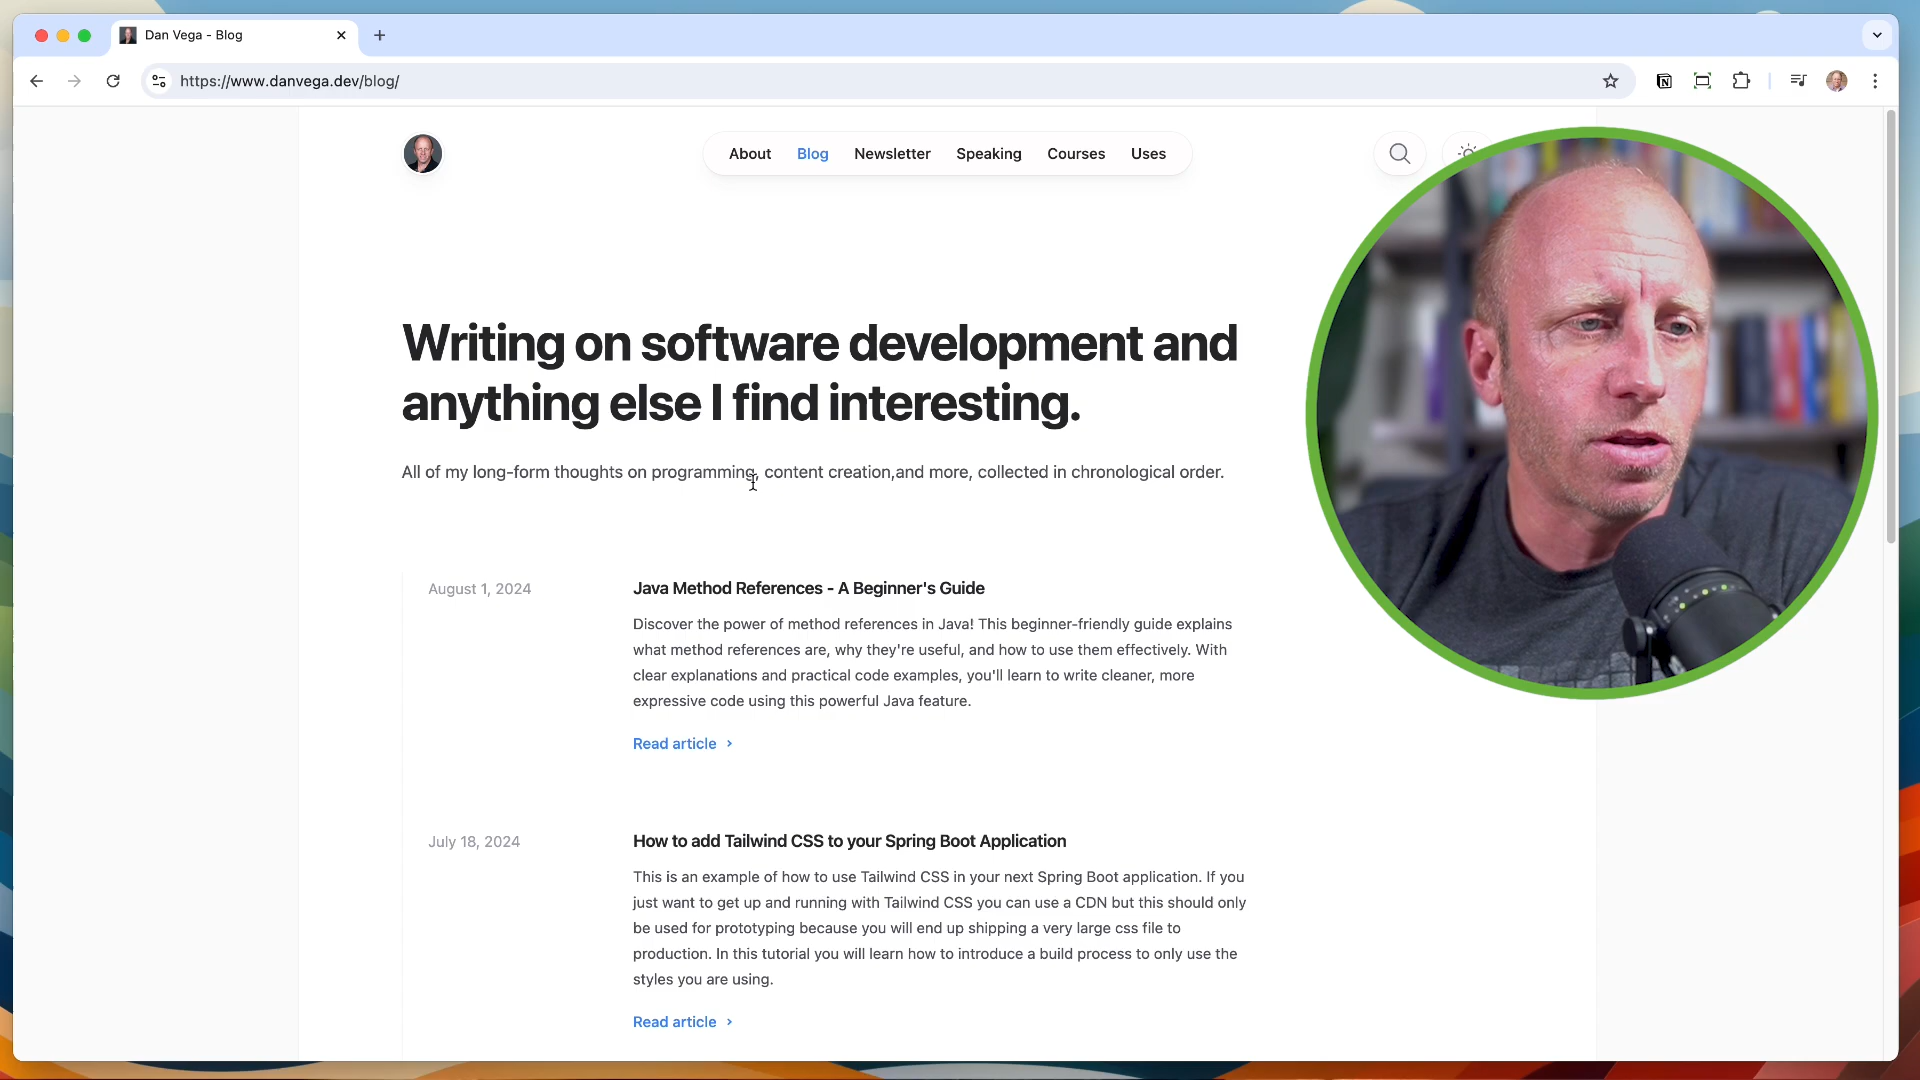 Dan Vega - Blog
https://www.danvega.dev/blog/
About Blog Newsletter Speaking Courses Uses
Writing on software development and
anything else I find interesting.
All of my long-form thoughts on programming, content creation,and more, collected in chronological order.
August 1, 2024
Java Method References - A Beginner's Guide
Discover the power of method references in Java! This beginner-friendly guide explains
what method references are, why they're useful, and how to use them effectively. With
clear explanations and practical code examples, you'll learn to write cleaner, more
expressive code using this powerful Java feature.
Read article
July 18, 2024
How to add Tailwind CSS to your Spring Boot Application
This is an example of how to use Tailwind CSS in your next Spring Boot application. If you
just want to get up and running with Tailwind CSS you can use a CDN but this should only
be used for prototyping because you will end up shipping a very large css file to
production. In this tutorial you will learn how to introduce a build process to only use the
styles you are using.
Read article